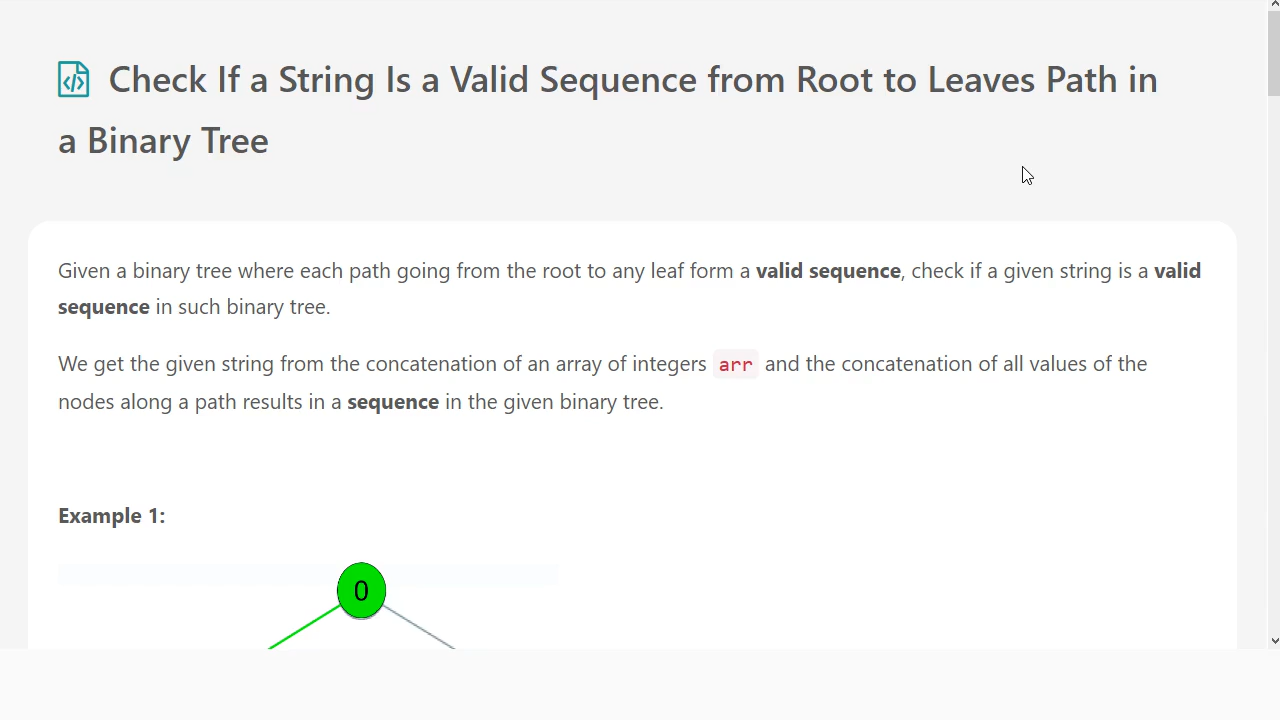 Check If a String Is a Valid Sequence from Root to Leaves Path in
a Binary Tree
Given a binary tree where each path going from the root to any leaf form a valid sequence, check if a given string is a valid
sequence in such binary tree.
We get the given string from the concatenation of an array of integers arr and the concatenation of all values of the
nodes along a path results in a sequence in the given binary tree.
Example 1:
0